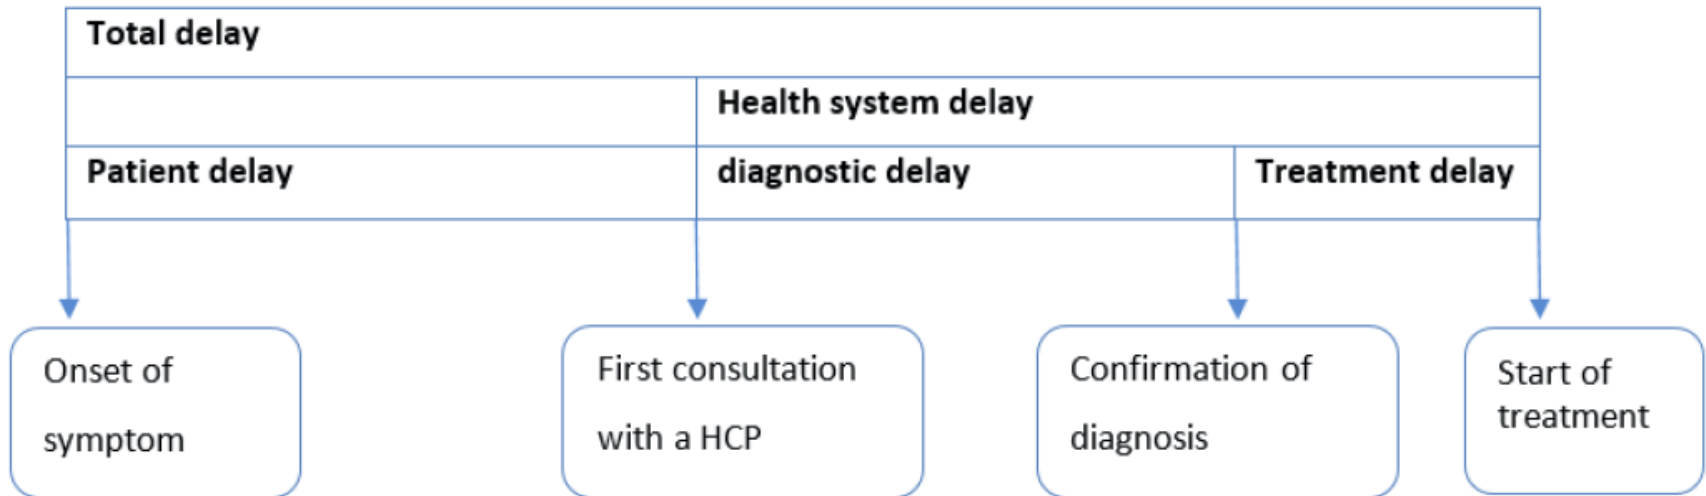 Total delay
Health system delay
Patient delay
diagnostic delay
Treatment delay
Onset of
symptom
First consultation
with a HCP
Confirmation of
diagnosis
Start of
treatment